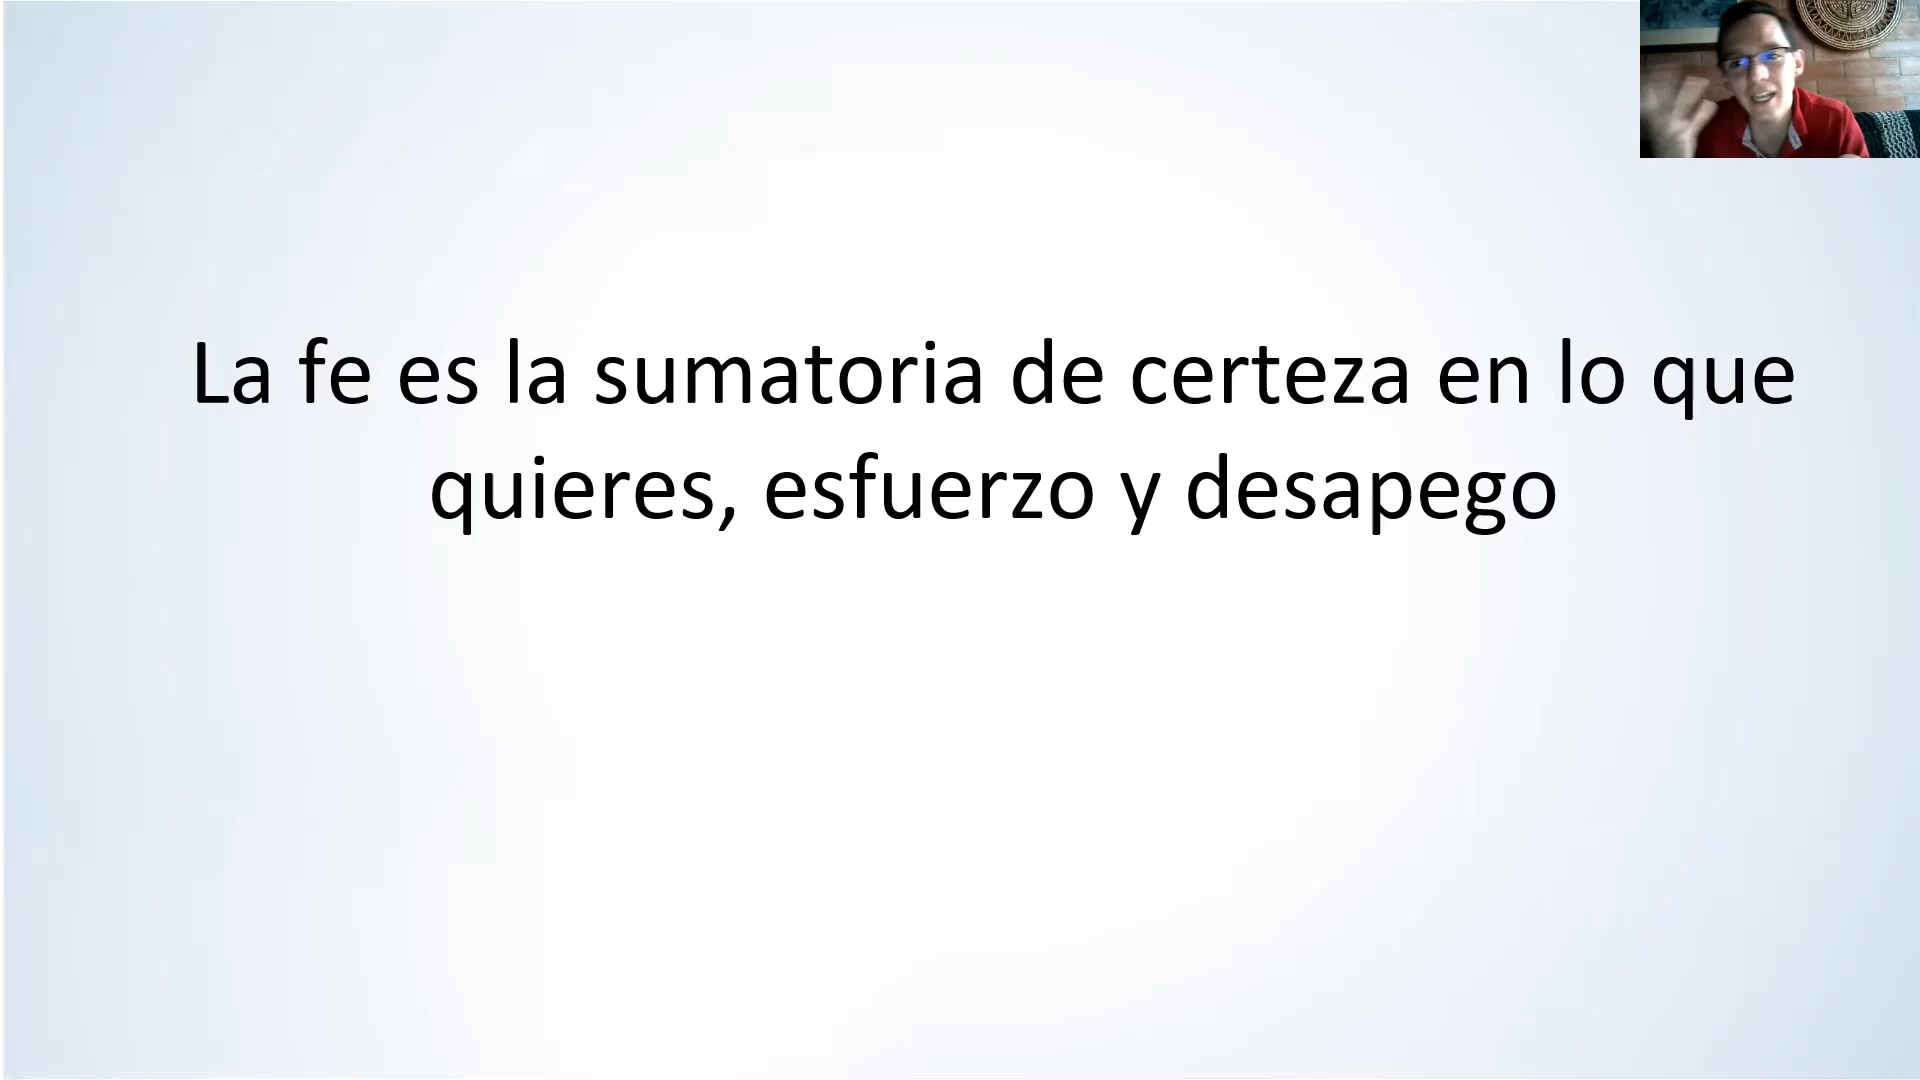 La fe es la sumatoria de certeza en lo que
quieres, esfuerzo y desapego